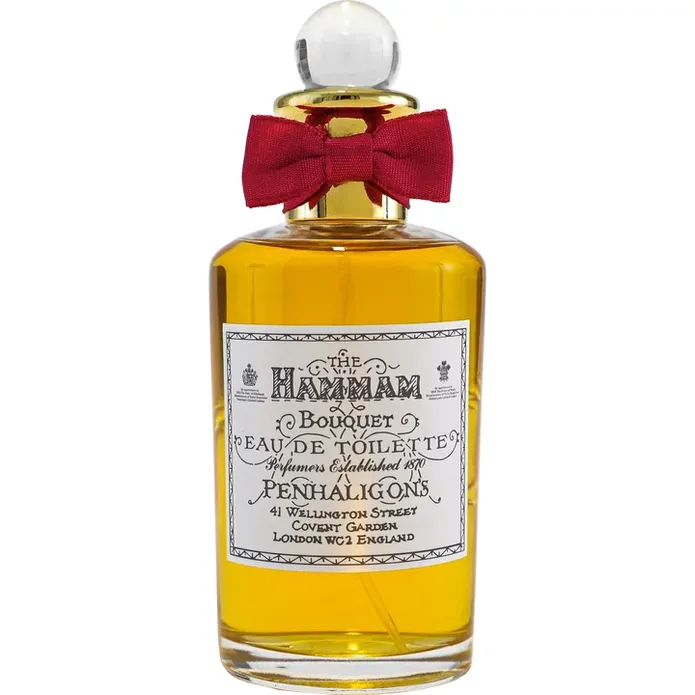 THE
HAMMAM
BOUQUET
EAU DE TOILETTE
Perfumers Established 1870
PENHALIGON'S
41 WELLINGTON STREET
COVENT GARDEN
LONDON WC2 ENGLAND